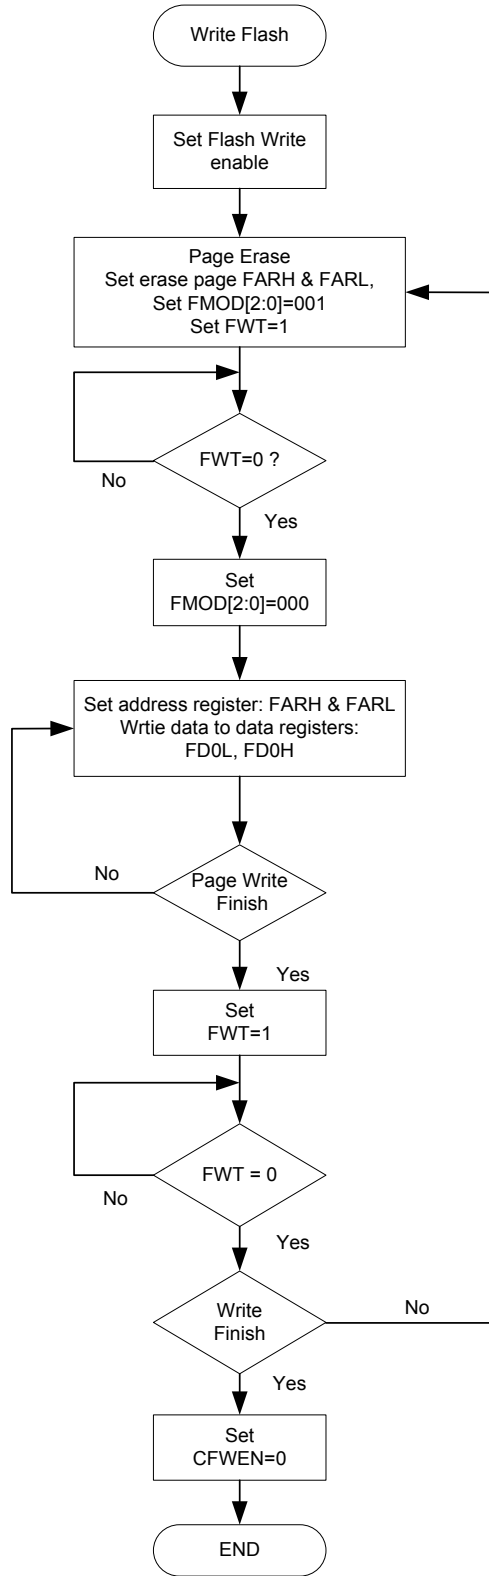 Write Flash
Set Flash Write
enable
Page Erase
Set erase page FARH & FARL,
Set FMOD[2:0]=001
Set FWT=1
FWT=0 ?
No
Yes
Set
FMOD[2:0]=000
Set address register: FARH & FARL
Wrtie data to data registers:
FD0L, FD0H
No
Page Write
Finish
Yes
Set
FWT=1
FWT = 0
No
Yes
Write
Finish
No
Yes
Set
CFWEN=0
END